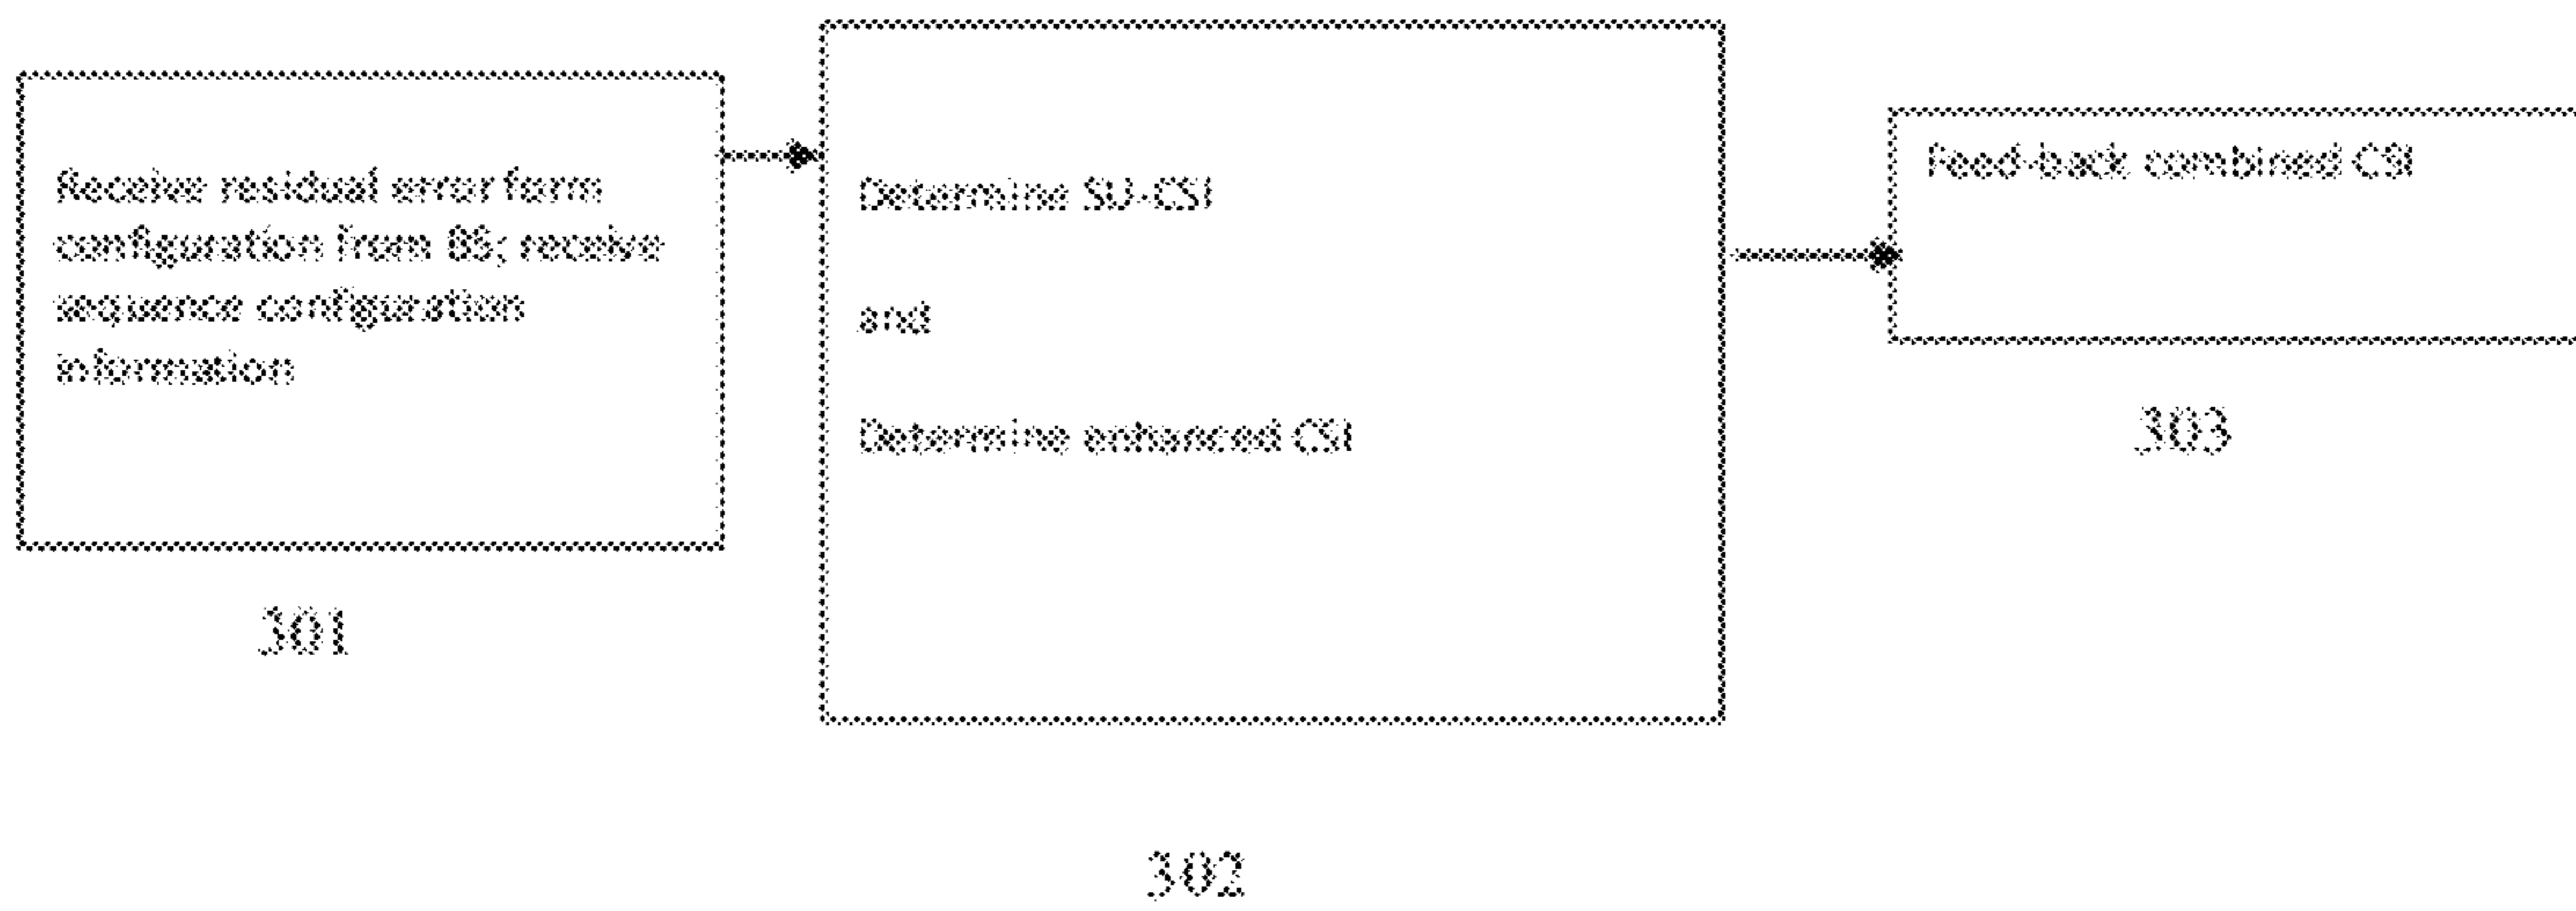 Receive residual error form
configuration from BS; receive
sequence configuration
information
301
Determine SU-CSI
and
Determine enhanced CSI
302
Feed-back combined CSI
303